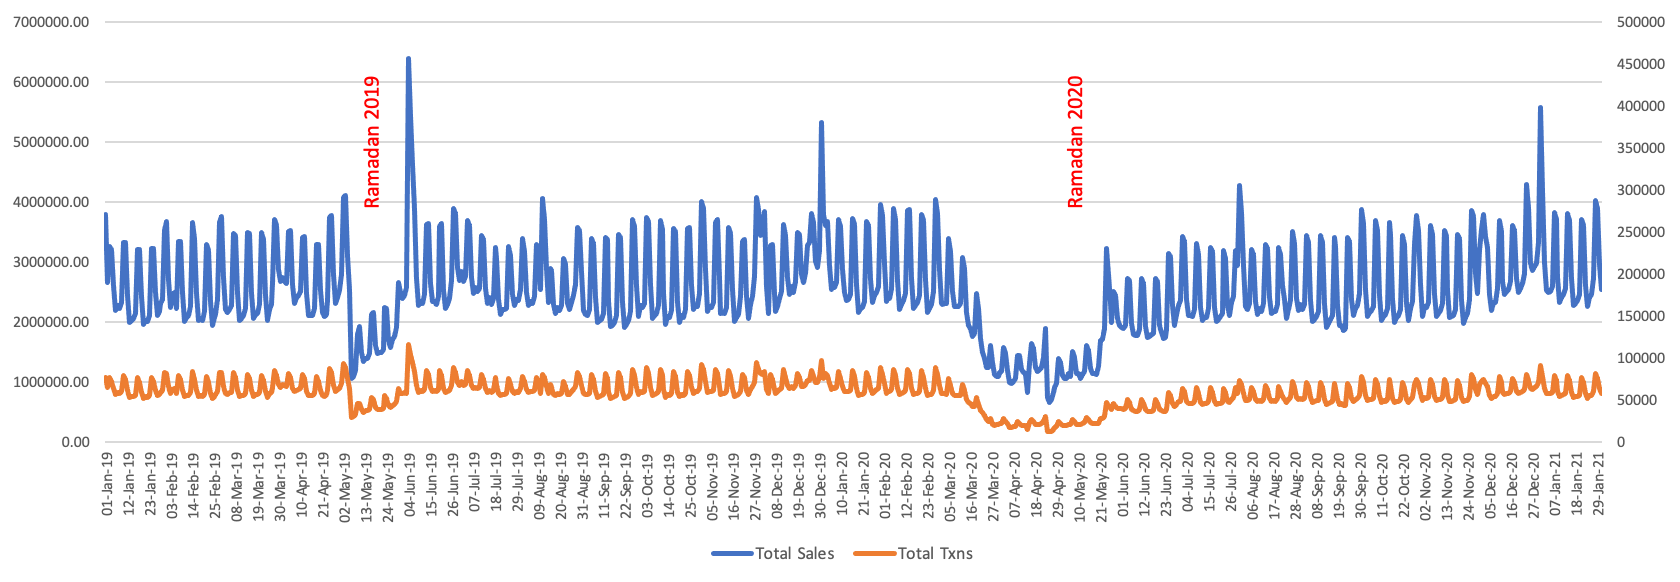 7000000.00
6000000.00
5000000.00
4000000.00
3000000.00
2000000.00
1000000.00
0.00
Ramadan 2019
Ramadan 2020
500000
450000
400000
350000
300000
250000
200000
150000
100000
50000
0
01-Jan-19
12-Jan-19
23-Jan-19
03-Feb-19
14-Feb-19
25-Feb-19
08-Mar-19
19-Mar-19
30-Mar-19
10-Apr-19
21-Apr-19
02-May-19
13-May-19
24-May-19
04-Jun-19
15-Jun-19
26-Jun-19
07-Jul-19
18-Jul-19
29-Jul-19
09-Aug-19
20-Aug-19
31-Aug-19
11-Sep-19
22-Sep-19
03-Oct-19
14-Oct-19
25-Oct-19
05-Nov-19
16-Nov-19
27-Nov-19
08-Dec-19
19-Dec-19
30-Dec-19
10-Jan-20
21-Jan-20
01-Feb-20
12-Feb-20
23-Feb-20
05-Mar-20
16-Mar-20
27-Mar-20
07-Apr-20
18-Apr-20
29-Apr-20
10-May-20
21-May-20
01-Jun-20
12-Jun-20
23-Jun-20
04-Jul-20
15-Jul-20
26-Jul-20
06-Aug-20
17-Aug-20
28-Aug-20
08-Sep-20
19-Sep-20
30-Sep-20
11-Oct-20
22-Oct-20
02-Nov-20
13-Nov-20
24-Nov-20
05-Dec-20
16-Dec-20
27-Dec-20
07-Jan-21
18-Jan-21
29-Jan-21
Total Sales
Total Txns